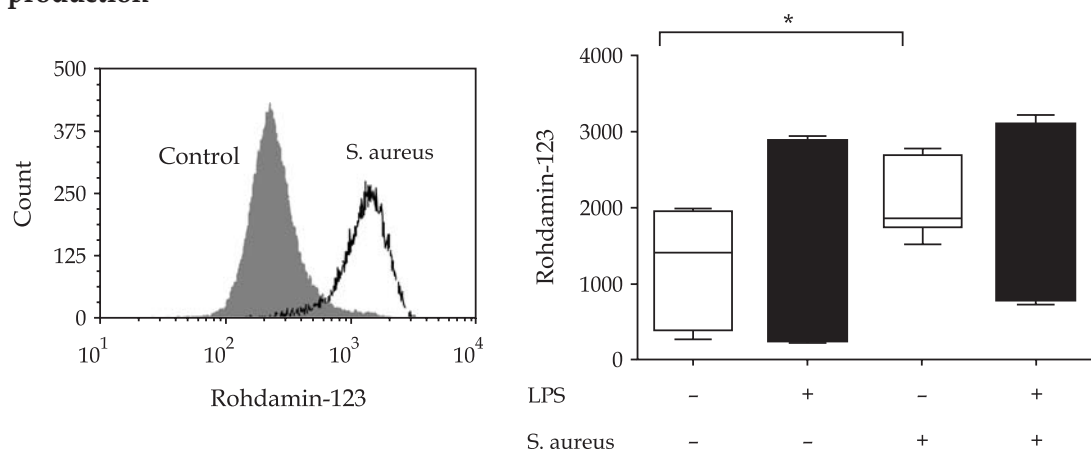 production
500
375
250
125
0
Count
Control
S. aureus
10^1
10^2
10^3
10^4
Rohdamin-123
*
4000
3000
2000
1000
0
Rohdamin-123
LPS – + – +
S. aureus – – + +